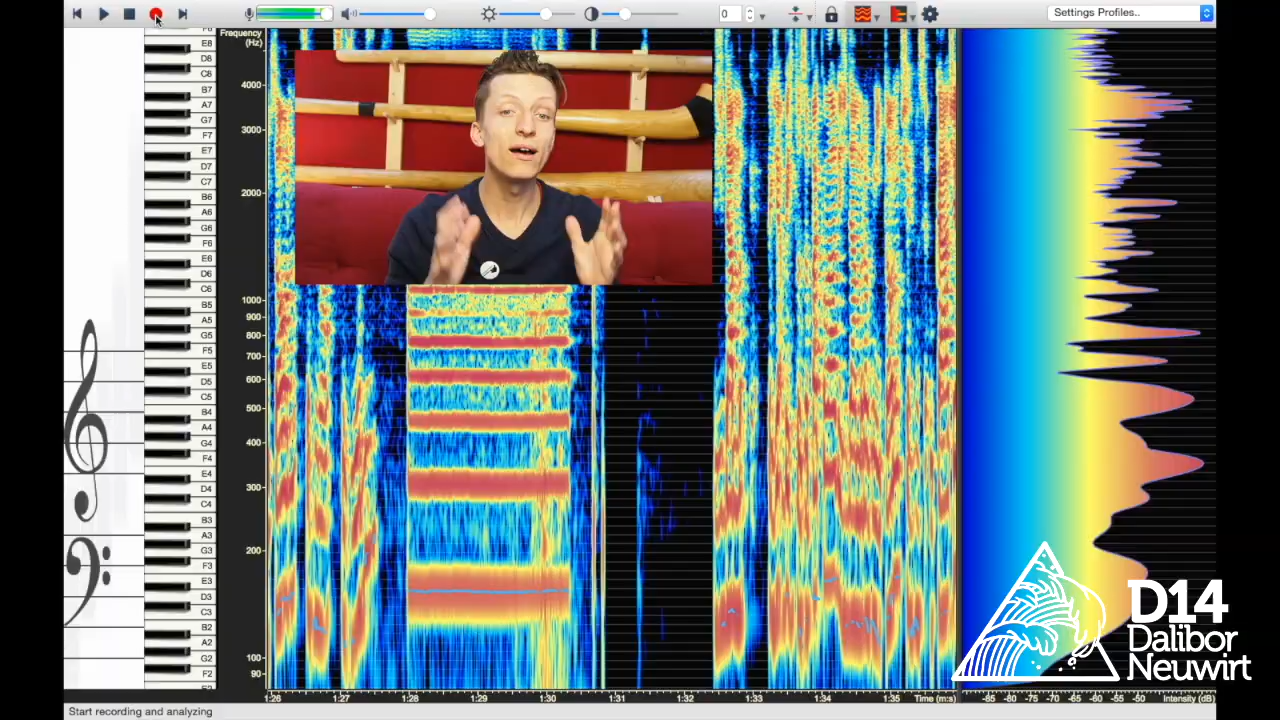 0
Settings Profiles..
Frequency
(Hz)
E8
D8
C8
B7
A7
G7
F7
E7
D7
C7
B6
A6
G6
F6
E6
D6
C6
B5
A5
G5
F5
E5
D5
C5
B4
A4
G4
F4
E4
D4
C4
B3
A3
G3
F3
E3
D3
C3
B2
A2
G2
F2
4000
3000
2000
1000
900
800
700
600
500
400
300
200
100
90
1:26 1:27 1:28 1:29 1:30 1:31 1:32 1:33 1:34 1:35 Time (m:s)
-85 -80 -75 -70 -65 -60 -55 -50 Intensity (dB)
D14
Dalibor
Neuwirt
Start recording and analyzing